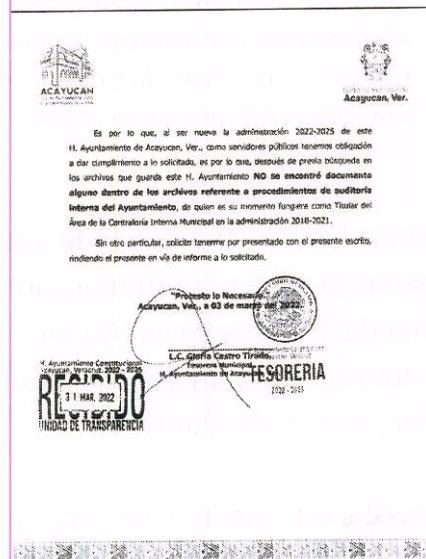 ACAYUCAN
Acayucan, Ver.
Es por lo que, al ser nueva la administración 2022-2025 de este
H. Ayuntamiento de Acayucan, Ver., como servidores públicos tenemos obligación
a dar cumplimiento a lo solicitado, es por lo que, después de previa búsqueda en
los archivos que guarda este H. Ayuntamiento NO se encontró documento
alguno dentro de los archivos referente a procedimientos de auditoría
interna del Ayuntamiento, de quien en su momento fungiera como Titular del
Área de la Contraloría Interna Municipal en la administración 2018-2021.
Sin otro particular, solicito tenerme por presentado con el presente escrito,
rindiendo el presente en vía de informe a lo solicitado.
"Protesto lo Necesario"
Acayucan, Ver., a 03 de marzo del 2022.
L.C. Gloria Castro Tirado.
Tesorera Municipal
H. Ayuntamiento de Acayucan
TESORERIA
2022 - 2025
H. Ayuntamiento Constitucional
Acayucan, Veracruz, 2022 - 2025
RECIBIDO
31 MAR. 2022
UNIDAD DE TRANSPARENCIA